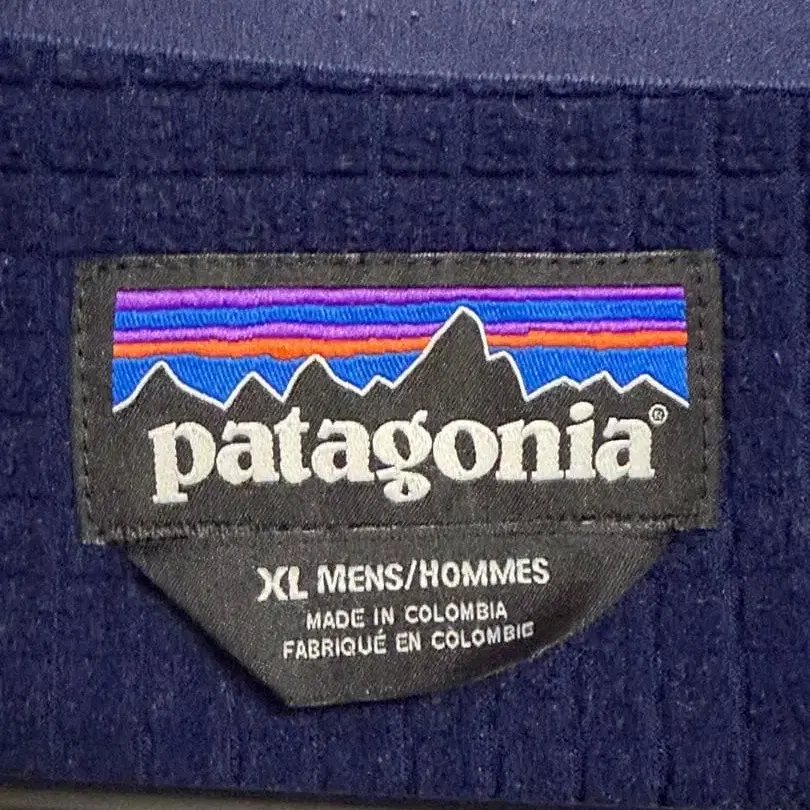 patagonia®
XL MENS/HOMMES
MADE IN COLOMBIA
FABRIQUÉ EN COLOMBIE